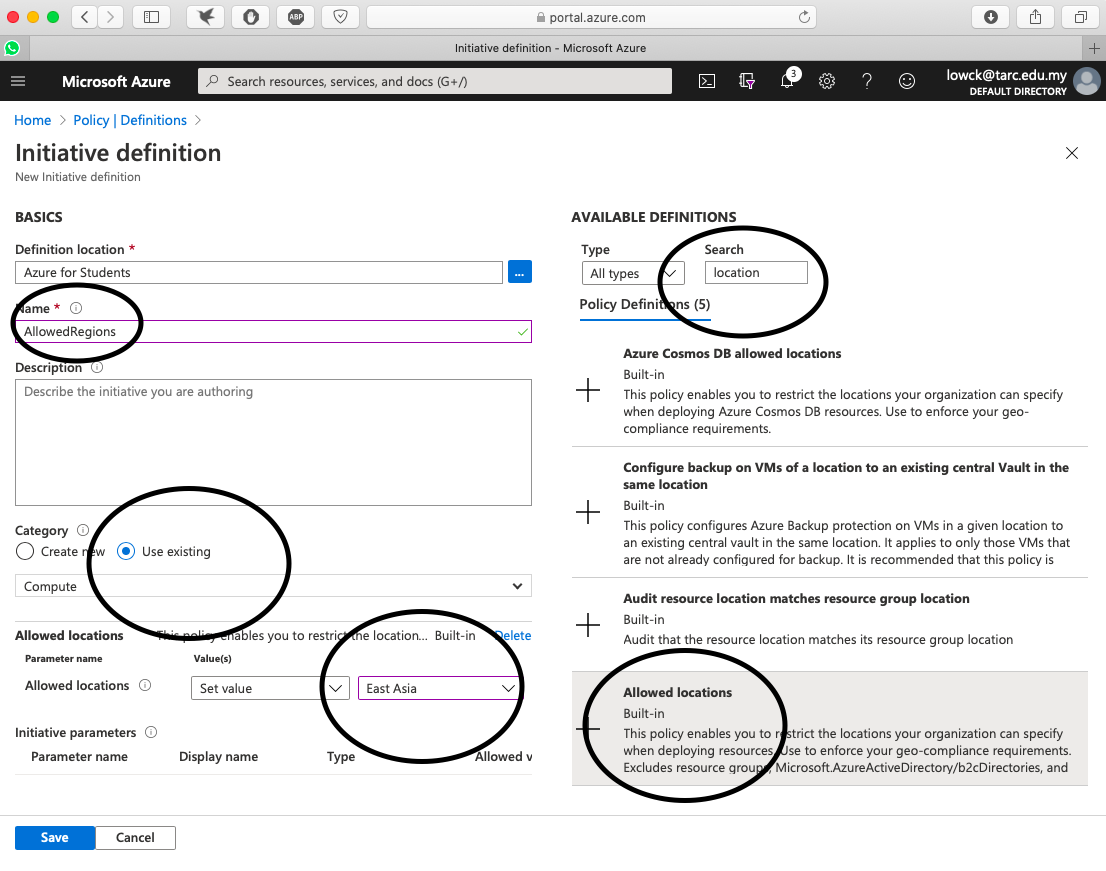 portal.azure.com
ABP
Initiative definition - Microsoft Azure
Microsoft Azure
Search resources, services, and docs (G+/)
3
lowck@tarc.edu.my
DEFAULT DIRECTORY
Home > Policy | Definitions >
Initiative definition
New Initiative definition
BASICS
Definition location *
Azure for Students
...
Name *
AllowedRegions
Description
Describe the initiative you are authoring
Category
Create new
Use existing
Compute
Allowed locations This policy enables you to restrict the location... Built-in Delete
Parameter name Value(s)
Allowed locations Set value East Asia
Initiative parameters
Parameter name Display name Type Allowed v
AVAILABLE DEFINITIONS
Type Search
All types location
Policy Definitions (5)
Azure Cosmos DB allowed locations
Built-in
This policy enables you to restrict the locations your organization can specify
when deploying Azure Cosmos DB resources. Use to enforce your geo-
compliance requirements.
Configure backup on VMs of a location to an existing central Vault in the
same location
Built-in
This policy configures Azure Backup protection on VMs in a given location to
an existing central vault in the same location. It applies to only those VMs that
are not already configured for backup. It is recommended that this policy is
Audit resource location matches resource group location
Built-in
Audit that the resource location matches its resource group location
Allowed locations
Built-in
This policy enables you to restrict the locations your organization can specify
when deploying resources. Use to enforce your geo-compliance requirements.
Excludes resource groups, Microsoft.AzureActiveDirectory/b2cDirectories, and
Save Cancel